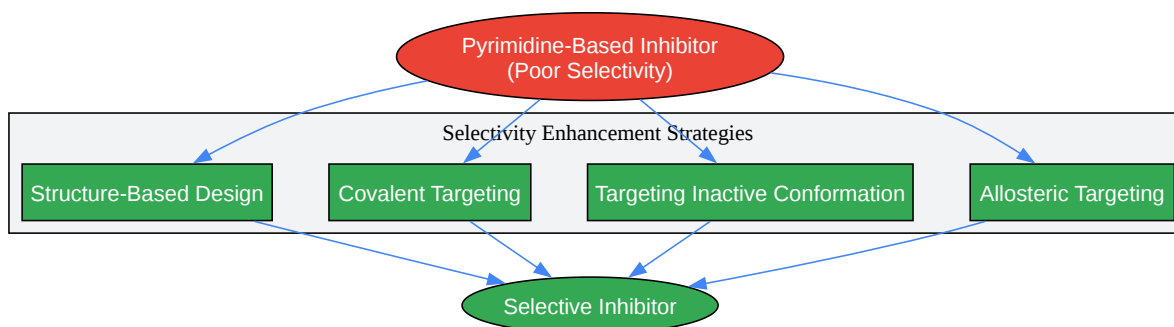 Pyrimidine-Based Inhibitor
(Poor Selectivity)
Selectivity Enhancement Strategies
Structure-Based Design
Covalent Targeting
Targeting Inactive Conformation
Allosteric Targeting
Selective Inhibitor